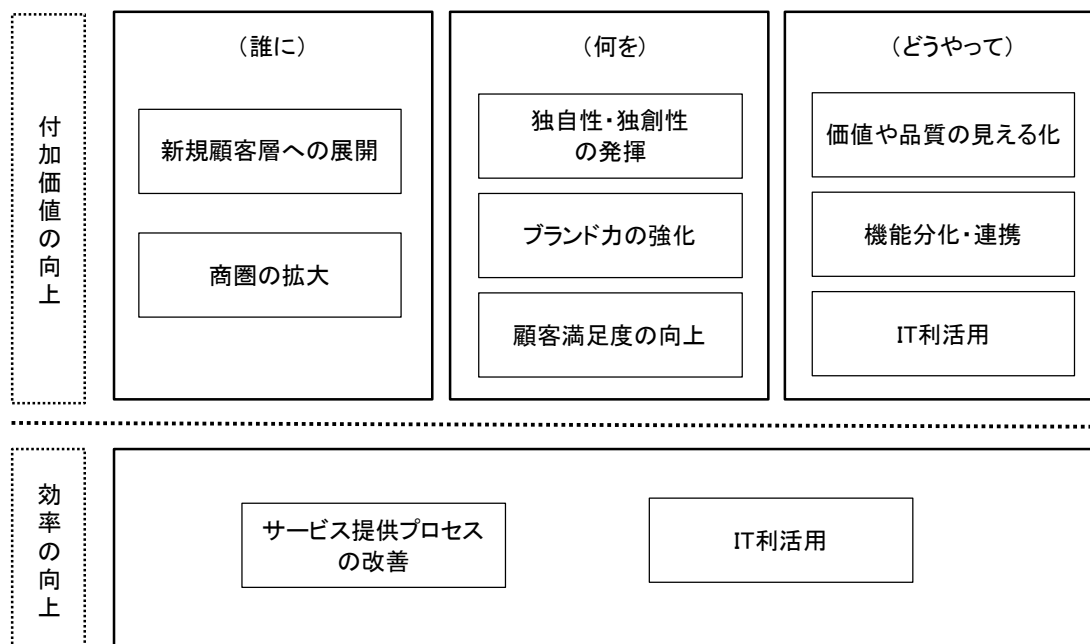 付加価値の向上
(誰に)
新規顧客層への展開
商圏の拡大
(何を)
独自性・独創性
の発揮
ブランド力の強化
顧客満足度の向上
(どうやって)
価値や品質の見える化
機能分化・連携
IT利活用
効率の向上
サービス提供プロセス
の改善
IT利活用